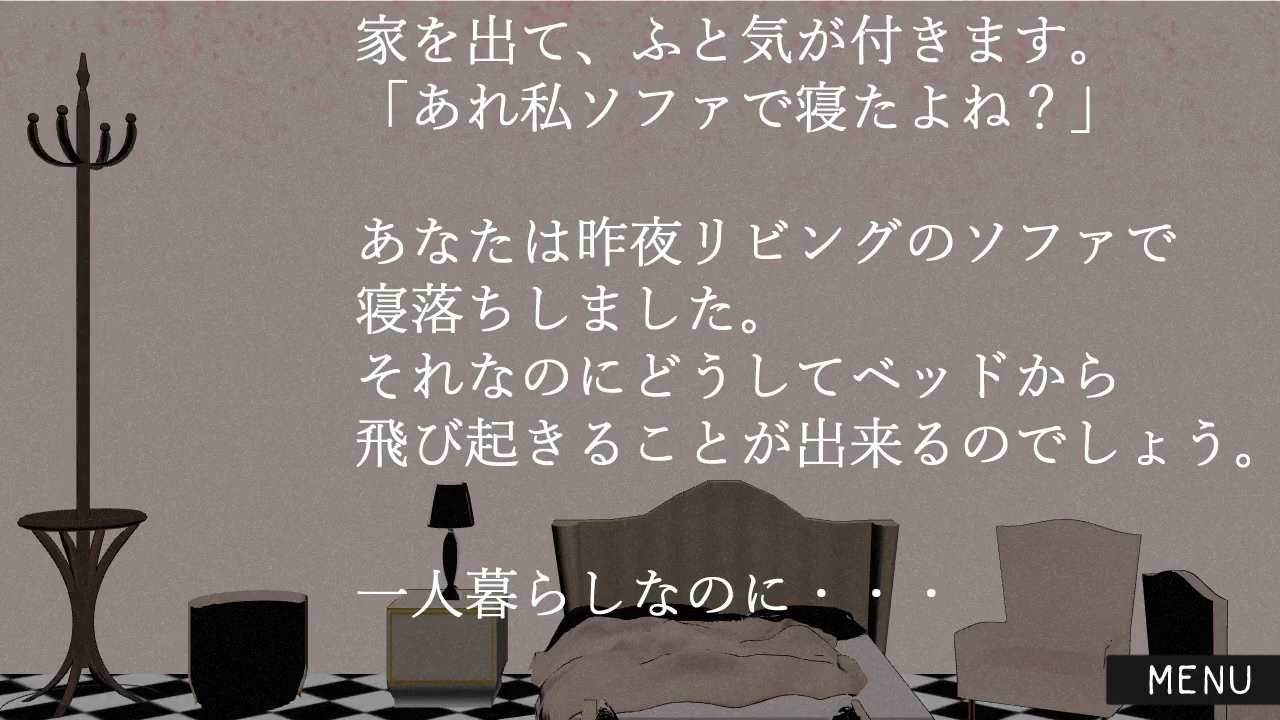 家を出て、ふと気が付きます。
「あれ私ソファで寝たよね？」
あなたは昨夜リビングのソファで
寝落ちしました。
それなのにどうしてベッドから
飛び起きることが出来るのでしょう。
一人暮らしなのに・・・
MENU